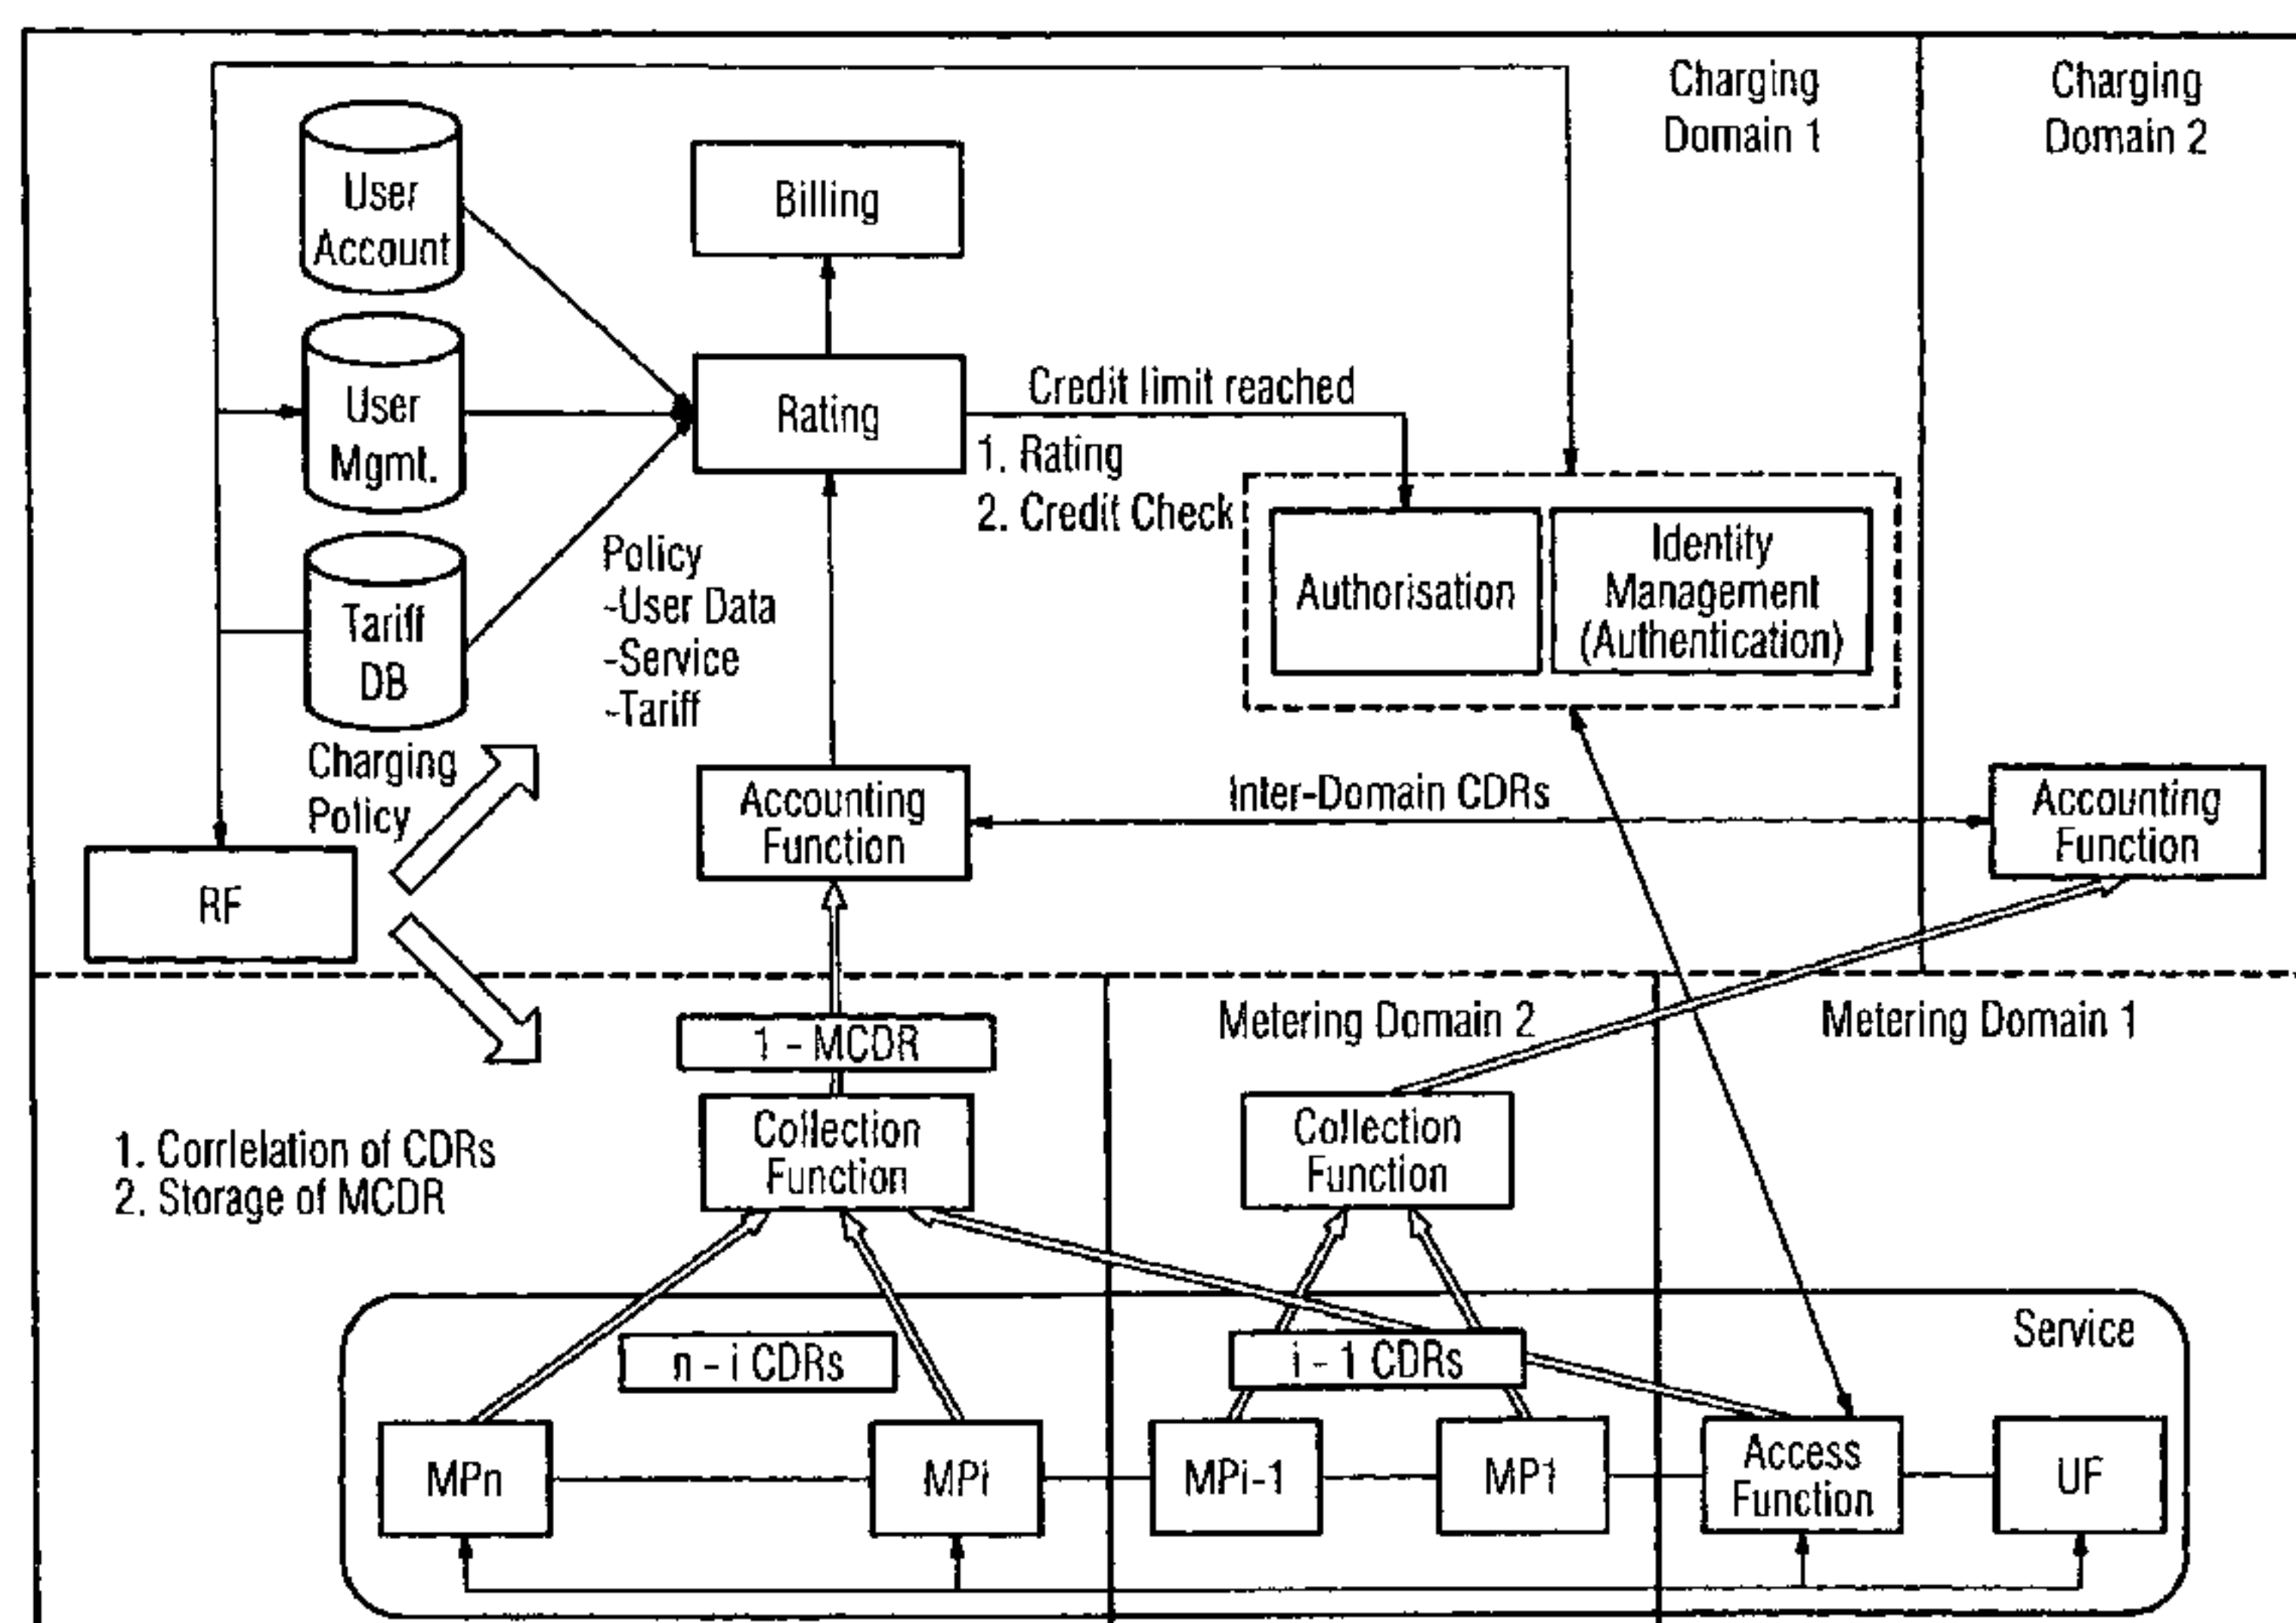 Charging
Domain 1
Charging
Domain 2
User
Account
Billing
User
Mgmt.
Rating
Credit limit reached
1. Rating
2. Credit Check
Tariff
DB
Policy
-User Data
-Service
-Tariff
Authorisation
Identity
Management
(Authentication)
Charging
Policy
Accounting
Function
Inter-Domain CDRs
Accounting
Function
RF
1 - MCDR
Metering Domain 2
Metering Domain 1
1. Corrlelation of CDRs
2. Storage of MCDR
Collection
Function
Collection
Function
Service
n - i CDRs
i - 1 CDRs
MPn
MPi
MPi-1
MP1
Access
Function
UF